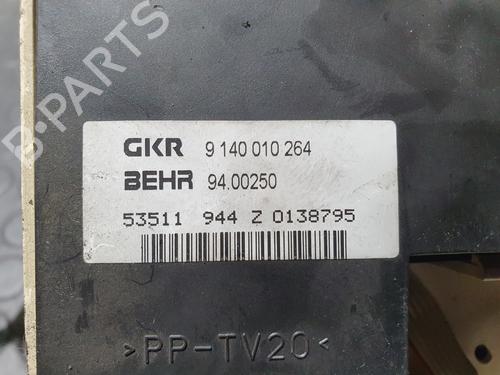 B-PARTS
GKR 9 140 010 264
BEHR 94.00250
53511 944 Z 0138795
>PP-TV20<